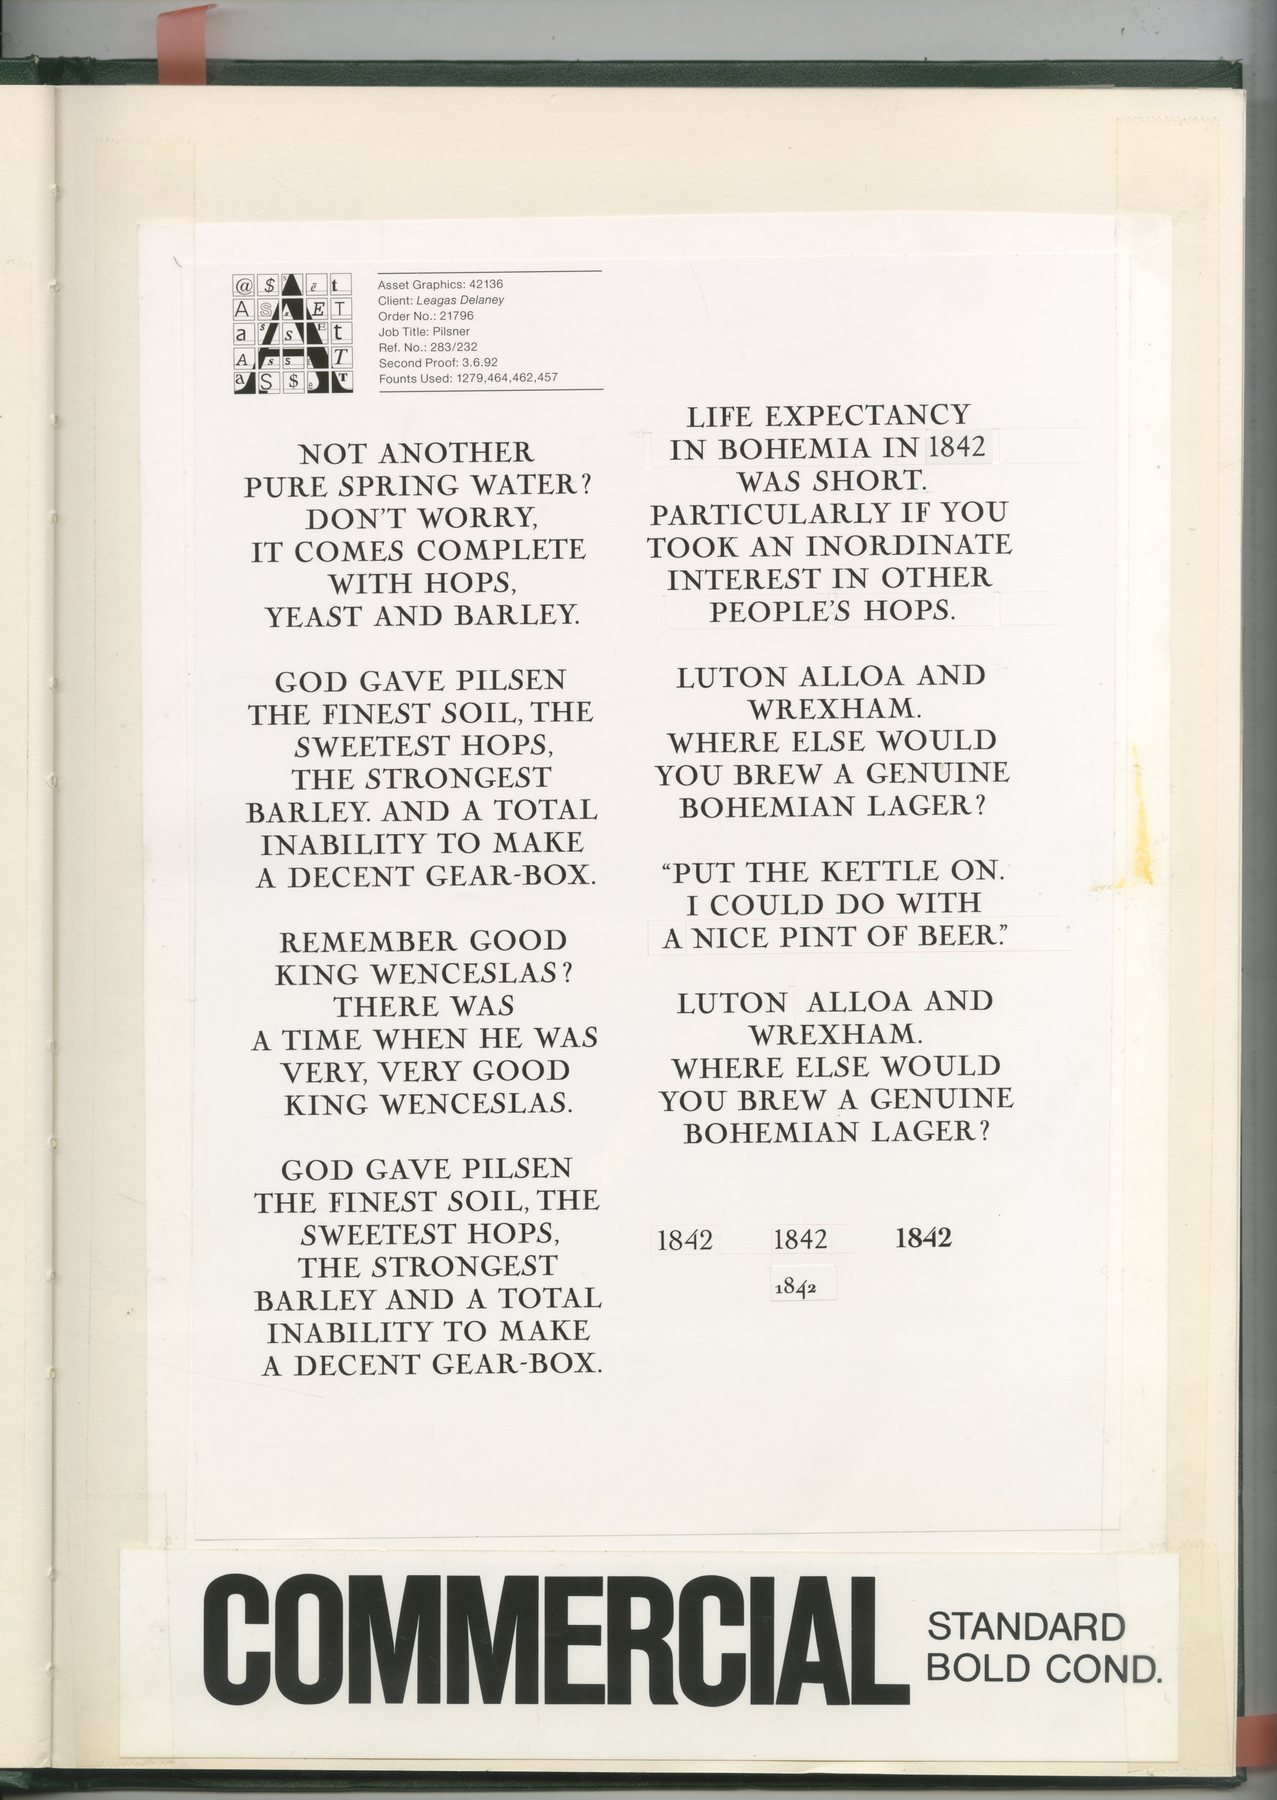 Asset Graphics: 42136
Client: Leagas Delaney
Order No.: 21796
Job Title: Pilsner
Ref. No.: 283/232
Second Proof: 3.6.92
Founts Used: 1279,464,462,457
NOT ANOTHER
PURE SPRING WATER?
DON'T WORRY,
IT COMES COMPLETE
WITH HOPS,
YEAST AND BARLEY.
GOD GAVE PILSEN
THE FINEST SOIL, THE
SWEETEST HOPS,
THE STRONGEST
BARLEY. AND A TOTAL
INABILITY TO MAKE
A DECENT GEAR-BOX.
REMEMBER GOOD
KING WENCESLAS?
THERE WAS
A TIME WHEN HE WAS
VERY, VERY GOOD
KING WENCESLAS.
GOD GAVE PILSEN
THE FINEST SOIL, THE
SWEETEST HOPS,
THE STRONGEST
BARLEY AND A TOTAL
INABILITY TO MAKE
A DECENT GEAR-BOX.
LIFE EXPECTANCY
IN BOHEMIA IN 1842
WAS SHORT.
PARTICULARLY IF YOU
TOOK AN INORDINATE
INTEREST IN OTHER
PEOPLE'S HOPS.
LUTON ALLOA AND
WREXHAM.
WHERE ELSE WOULD
YOU BREW A GENUINE
BOHEMIAN LAGER?
“PUT THE KETTLE ON.
I COULD DO WITH
A NICE PINT OF BEER.”
LUTON ALLOA AND
WREXHAM.
WHERE ELSE WOULD
YOU BREW A GENUINE
BOHEMIAN LAGER?
1842 1842 1842
1842
COMMERCIAL
STANDARD
BOLD COND.